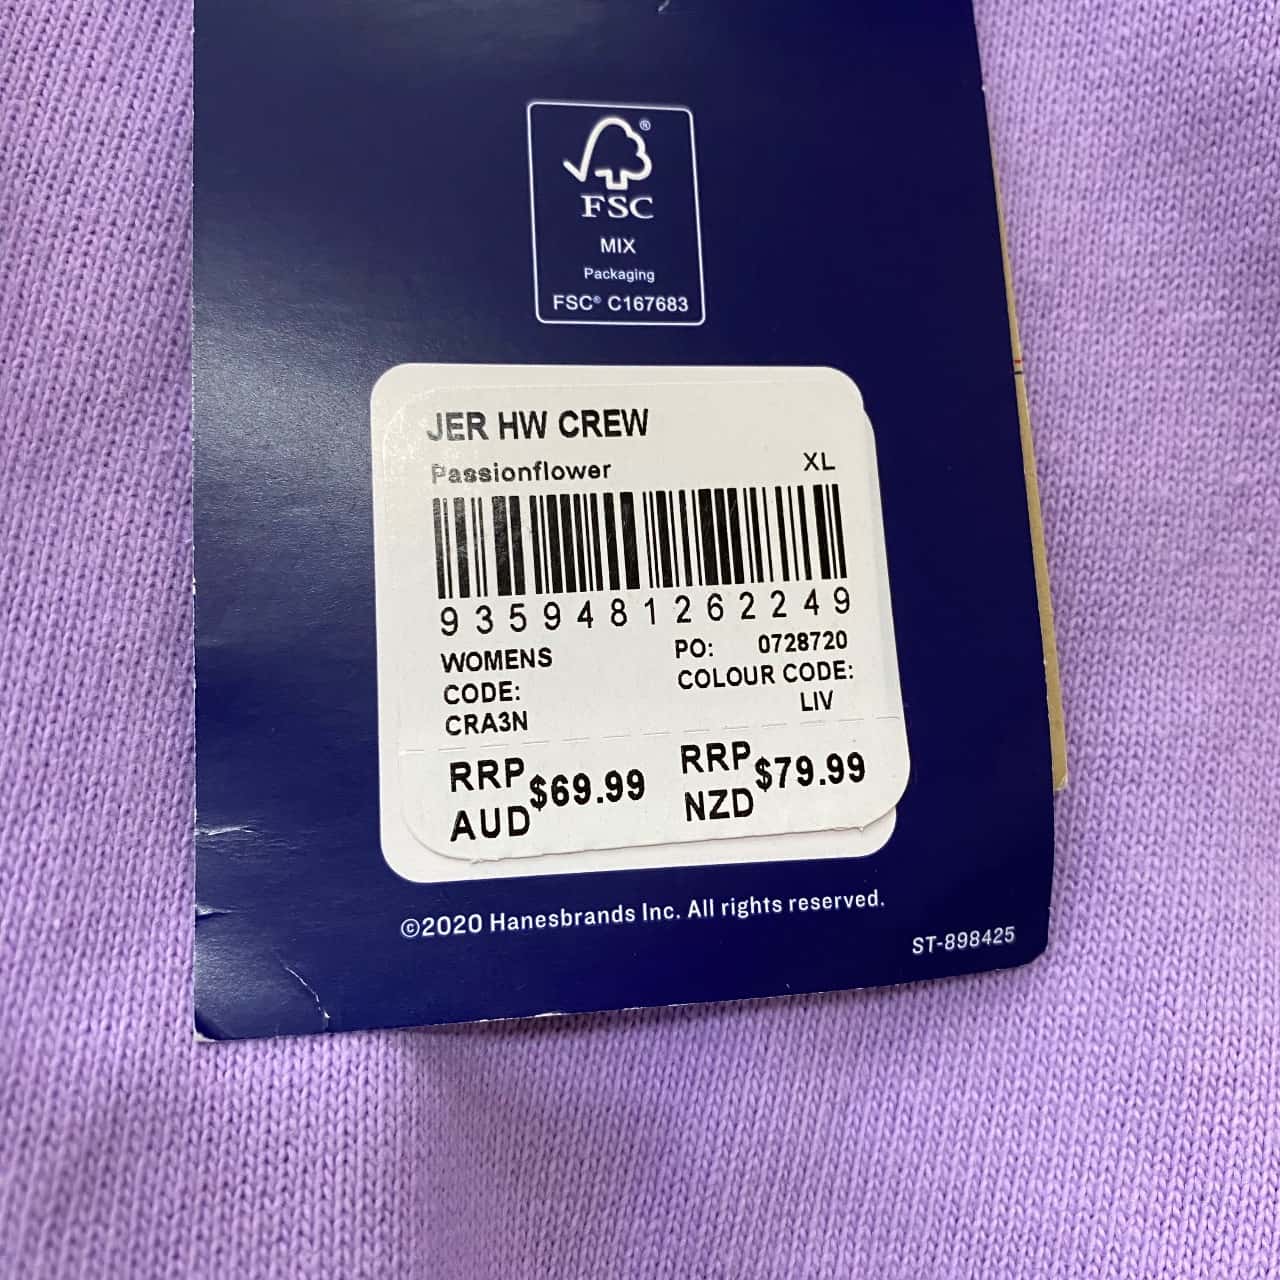 ®
FSC
MIX
Packaging
FSC® C167683
JER HW CREW
Passionflower XL
9359481262249
WOMENS PO: 0728720
CODE: COLOUR CODE:
CRA3N LIV
RRP AUD $69.99 RRP NZD $79.99
©2020 Hanesbrands Inc. All rights reserved.
ST-898425